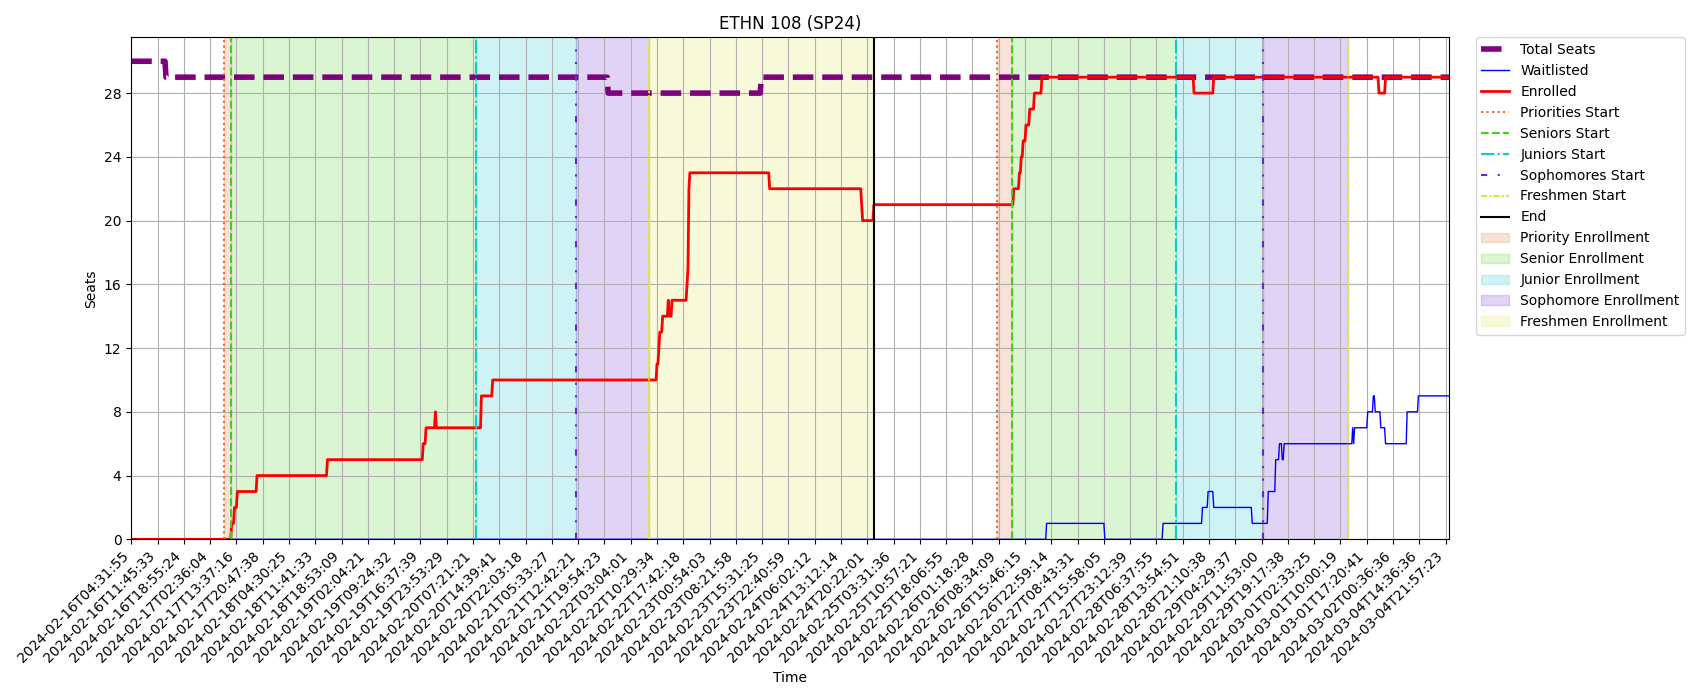 ETHN 108 (SP24)
Total Seats
Waitlisted
Enrolled
Priorities Start
Seniors Start
Juniors Start
Sophomores Start
Freshmen Start
End
Priority Enrollment
Senior Enrollment
Junior Enrollment
Sophomore Enrollment
Freshmen Enrollment
Seats
28
24
20
16
12
8
4
0
2024-02-16T04:31:55
2024-02-16T11:45:33
2024-02-16T18:55:24
2024-02-17T02:36:04
2024-02-17T13:37:16
2024-02-17T20:47:38
2024-02-18T04:30:25
2024-02-18T11:41:33
2024-02-18T18:53:09
2024-02-19T02:04:21
2024-02-19T09:24:32
2024-02-19T16:37:39
2024-02-19T23:53:29
2024-02-20T07:21:21
2024-02-20T14:39:41
2024-02-20T22:03:18
2024-02-21T05:33:27
2024-02-21T12:42:21
2024-02-21T19:54:23
2024-02-22T03:04:01
2024-02-22T10:29:34
2024-02-22T17:42:18
2024-02-23T00:54:03
2024-02-23T08:21:58
2024-02-23T15:31:25
2024-02-23T22:40:59
2024-02-24T06:02:12
2024-02-24T13:12:14
2024-02-24T20:22:01
2024-02-25T03:31:36
2024-02-25T10:57:21
2024-02-25T18:06:55
2024-02-26T01:18:28
2024-02-26T08:34:09
2024-02-26T15:46:15
2024-02-26T22:59:14
2024-02-27T08:43:31
2024-02-27T15:58:05
2024-02-27T23:12:39
2024-02-28T06:37:55
2024-02-28T13:54:51
2024-02-28T21:10:38
2024-02-29T04:29:37
2024-02-29T11:53:00
2024-02-29T19:17:38
2024-03-01T02:33:25
2024-03-01T10:00:19
2024-03-01T17:20:41
2024-03-02T00:36:36
2024-03-04T14:36:36
2024-03-04T21:57:23
Time